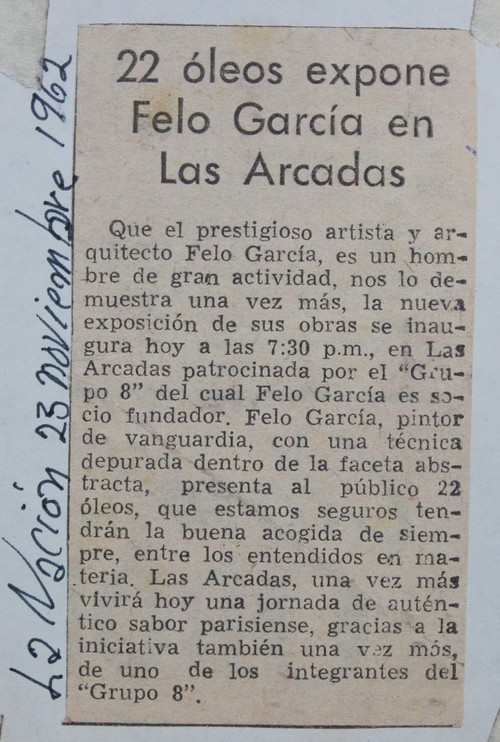 La Nación 23 noviembre 1962
22 óleos expone
Felo García en
Las Arcadas
Que el prestigioso artista y ar-
quitecto Felo García, es un hom-
bre de gran actividad, nos lo de-
muestra una vez más, la nueva
exposición de sus obras se inau-
gura hoy a las 7:30 p.m., en Las
Arcadas patrocinada por el “Gru-
po 8” del cual Felo García es so-
cio fundador. Felo García, pintor
de vanguardia, con una técnica
depurada dentro de la faceta abs-
tracta, presenta al público 22
óleos, que estamos seguros ten-
drán la buena acogida de siem-
pre, entre los entendidos en ma-
teria. Las Arcadas, una vez más
vivirá hoy una jornada de autén-
tico sabor parisiense, gracias a la
iniciativa también una vez más,
de uno de los integrantes del
“Grupo 8”.